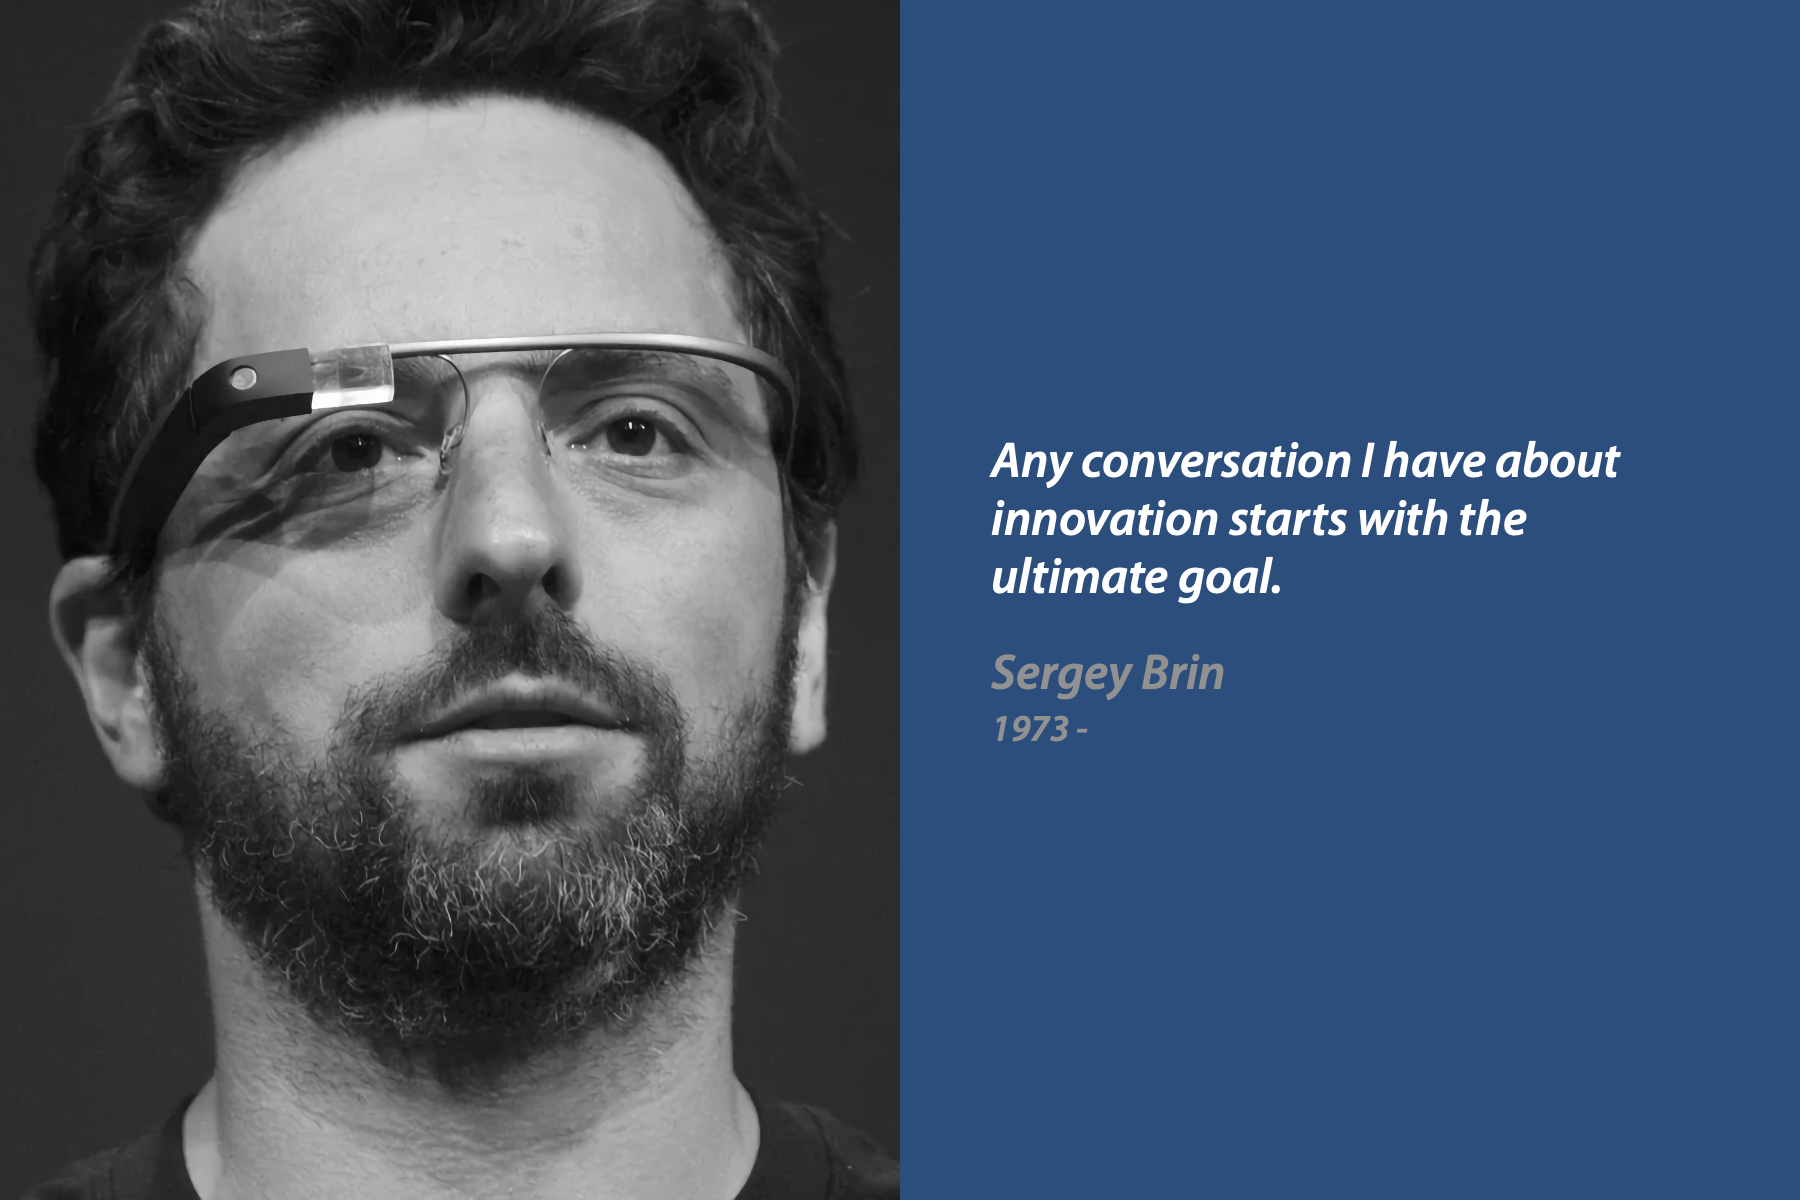 Any conversation I have about
innovation starts with the
ultimate goal.
Sergey Brin
1973 -